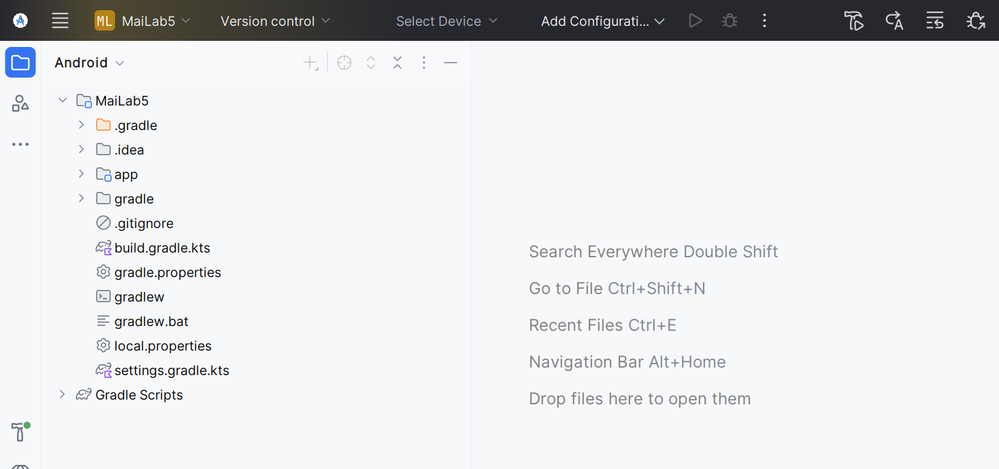 ML MaiLab5 Version control Select Device Add Configurati...
Android
MaiLab5
.gradle
.idea
app
gradle
.gitignore
build.gradle.kts
gradle.properties
gradlew
gradlew.bat
local.properties
settings.gradle.kts
Gradle Scripts
Search Everywhere Double Shift
Go to File Ctrl+Shift+N
Recent Files Ctrl+E
Navigation Bar Alt+Home
Drop files here to open them